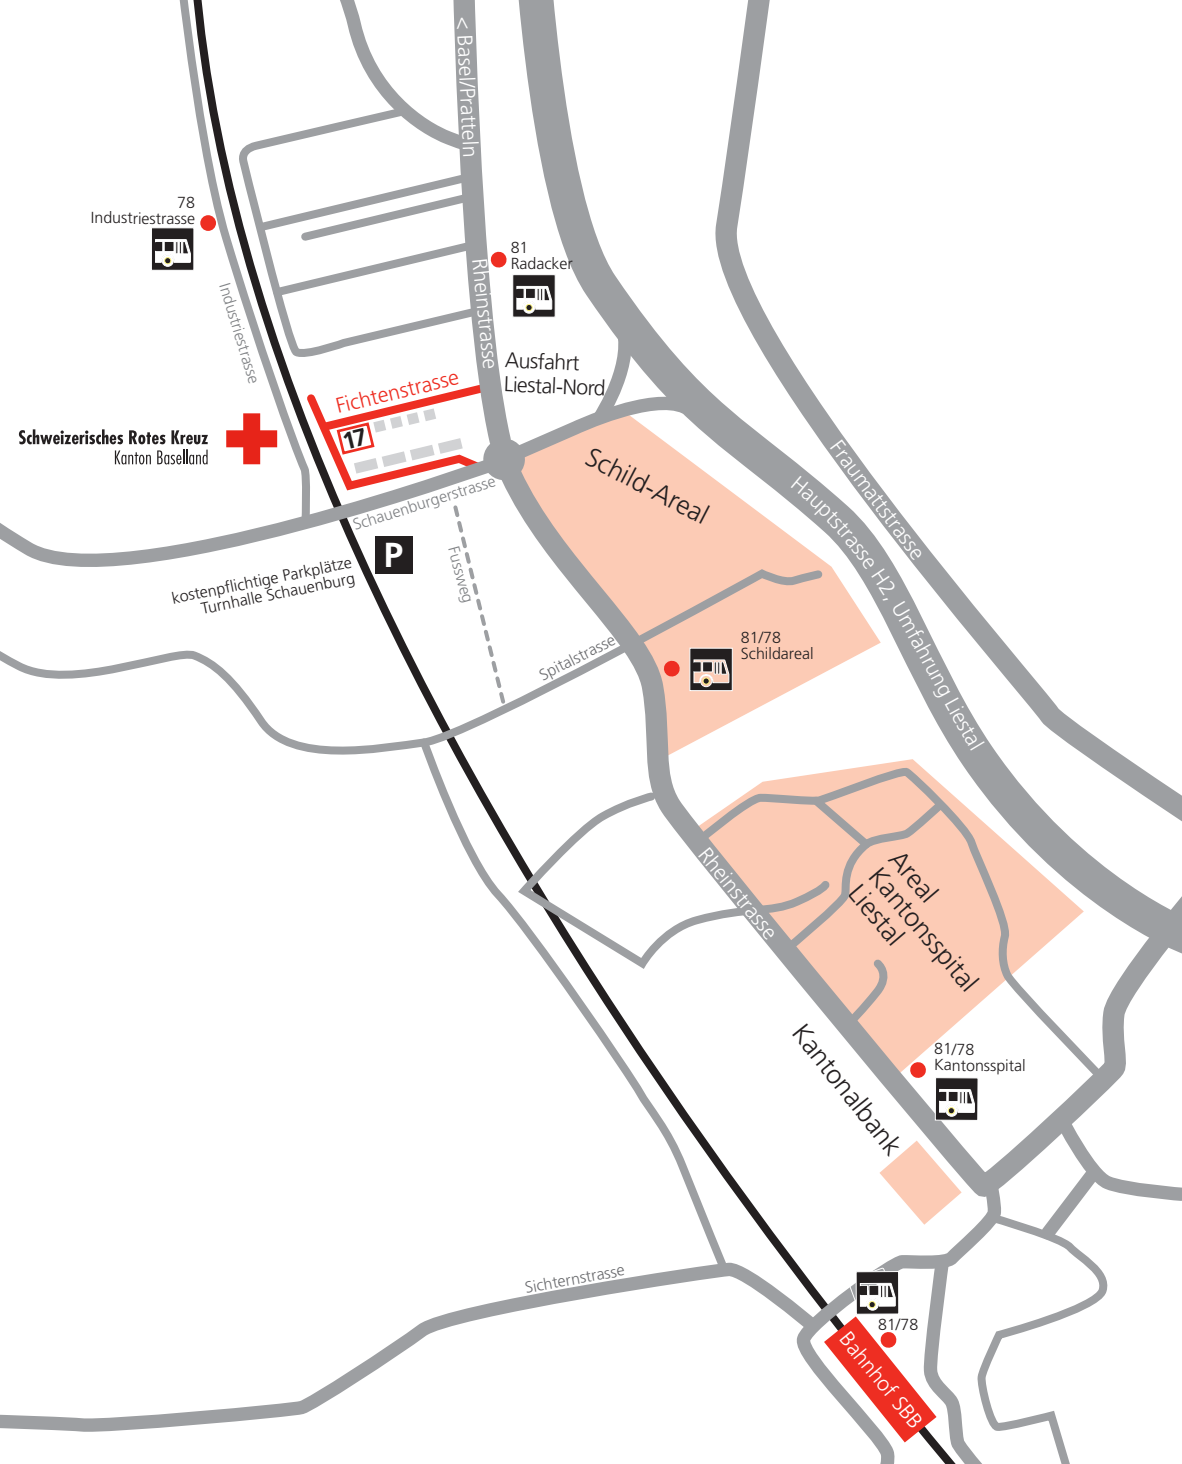 < Basel/Pratteln
78
Industriestrasse
81
Radacker
Rheinstrasse
Industriestrasse
Ausfahrt
Liestal-Nord
Fichtenstrasse
17
Schweizerisches Rotes Kreuz
Kanton Baselland
Schild-Areal
Schauenburgerstrasse
Fraumattstrasse
Hauptstrasse H2, Umfahrung Liestal
P
Fussweg
kostenpflichtige Parkplätze
Turnhalle Schauenburg
Spitalstrasse
81/78
Schildareal
Rheinstrasse
Areal
Kantonsspital
Liestal
Kantonalbank
81/78
Kantonsspital
Sichternstrasse
81/78
Bahnhof SBB